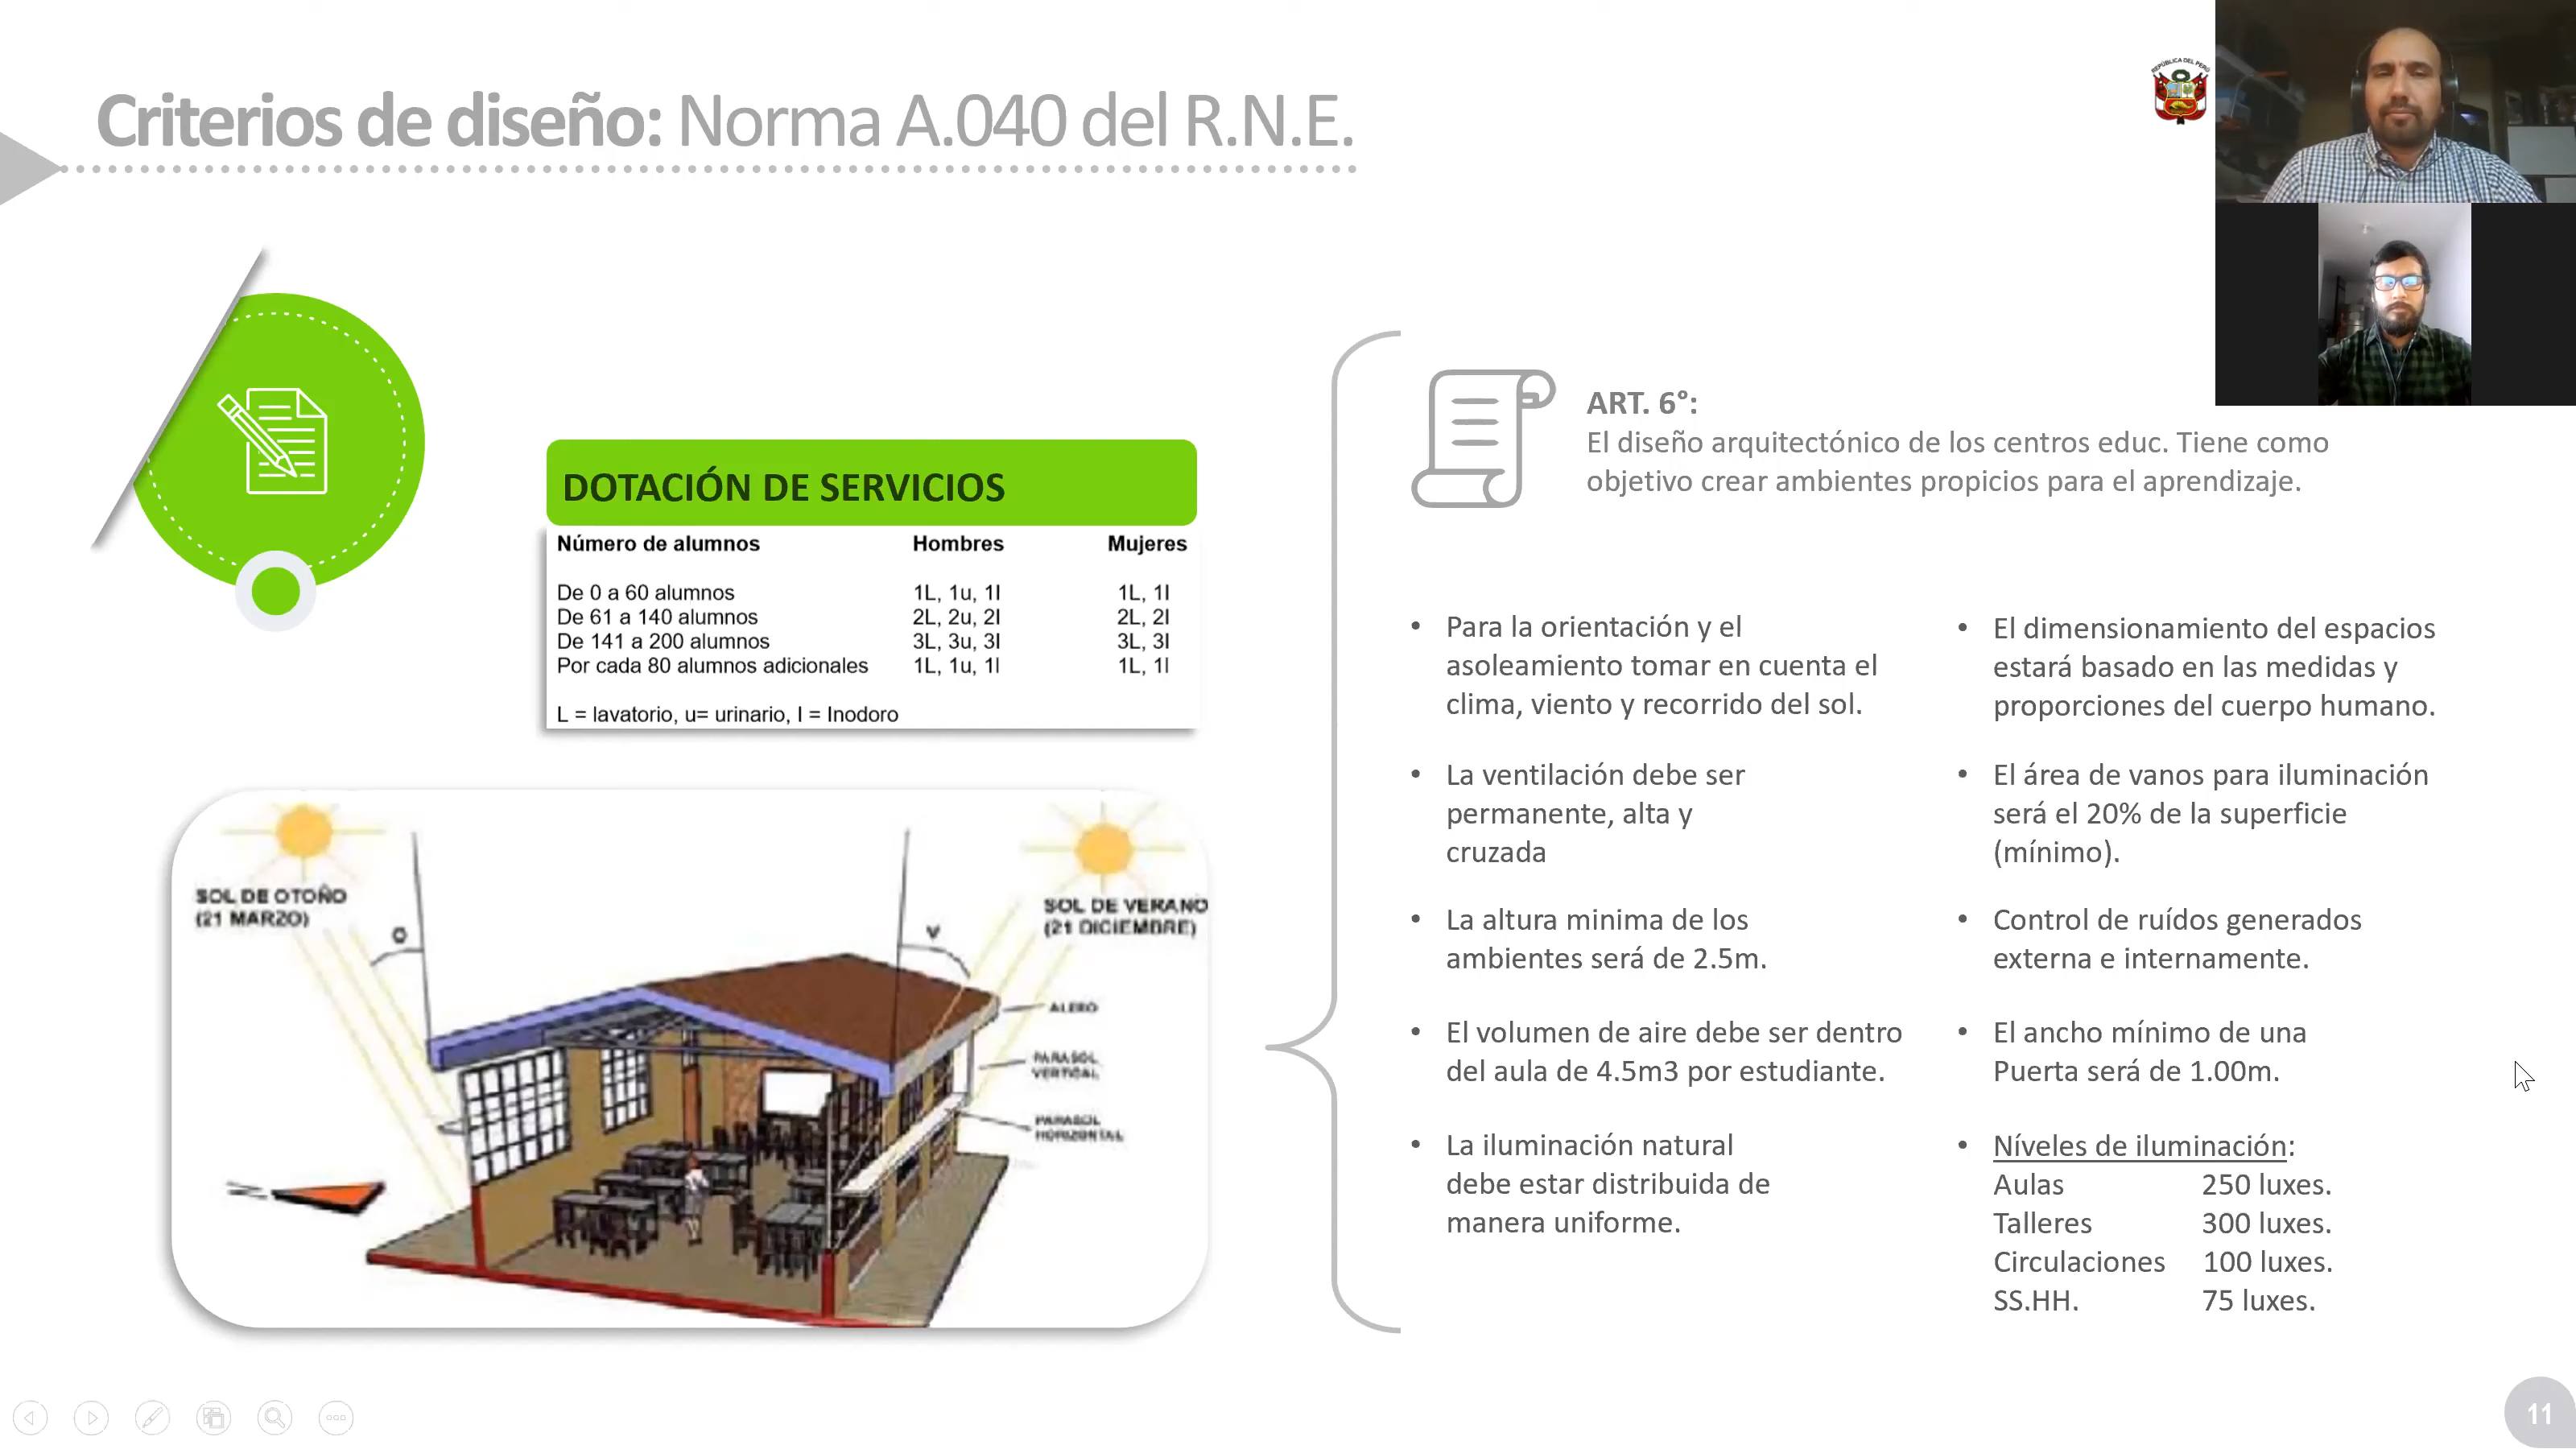 Criterios de diseño: Norma A.040 del R.N.E.
REPÚBLICA DEL PERÚ
DOTACIÓN DE SERVICIOS
Número de alumnos Hombres Mujeres
De 0 a 60 alumnos 1L, 1u, 1I 1L, 1I
De 61 a 140 alumnos 2L, 2u, 2I 2L, 2I
De 141 a 200 alumnos 3L, 3u, 3I 3L, 3I
Por cada 80 alumnos adicionales 1L, 1u, 1I 1L, 1I
L = lavatorio, u= urinario, I = Inodoro
SOL DE OTOÑO
(21 MARZO)
O
V
SOL DE VERANO
(21 DICIEMBRE)
ALERO
PARASOL
VERTICAL
PARASOL
HORIZONTAL
ART. 6°:
El diseño arquitectónico de los centros educ. Tiene como
objetivo crear ambientes propicios para el aprendizaje.
• Para la orientación y el
asoleamiento tomar en cuenta el
clima, viento y recorrido del sol.
• La ventilación debe ser
permanente, alta y
cruzada
• La altura minima de los
ambientes será de 2.5m.
• El volumen de aire debe ser dentro
del aula de 4.5m3 por estudiante.
• La iluminación natural
debe estar distribuida de
manera uniforme.
• El dimensionamiento del espacios
estará basado en las medidas y
proporciones del cuerpo humano.
• El área de vanos para iluminación
será el 20% de la superficie
(mínimo).
• Control de ruídos generados
externa e internamente.
• El ancho mínimo de una
Puerta será de 1.00m.
• Níveles de iluminación:
Aulas 250 luxes.
Talleres 300 luxes.
Circulaciones 100 luxes.
SS.HH. 75 luxes.
11